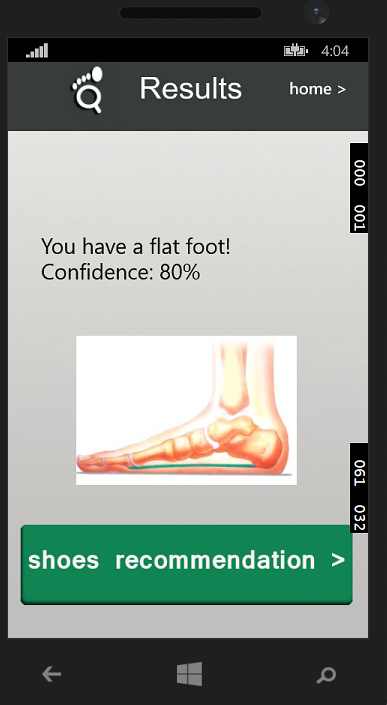 4:04
Results
home >
000 001
You have a flat foot!
Confidence: 80%
061 032
shoes recommendation >